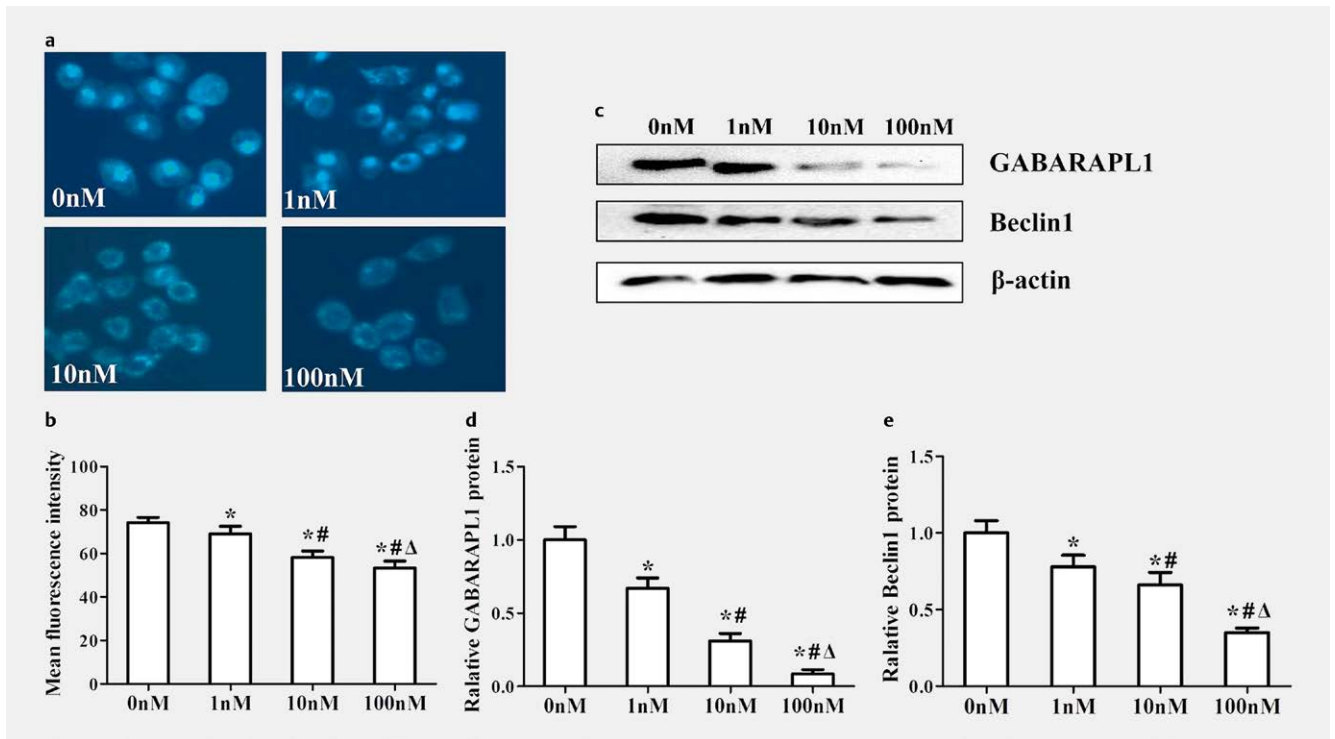 a
0nM
1nM
10nM
100nM
c
0nM 1nM 10nM 100nM
GABARAPL1
Beclin1
β-actin
b
Mean fluorescence intensity
100
80
60
40
20
0
*
*#
*#Δ
0nM 1nM 10nM 100nM
d
Ralative GABARAPL1 protein
1.5
1.0
0.5
0.0
*
*#
*#Δ
0nM 1nM 10nM 100nM
e
Ralative Beclin1 protein
1.5
1.0
0.5
0.0
*
*#
*#Δ
0nM 1nM 10nM 100nM